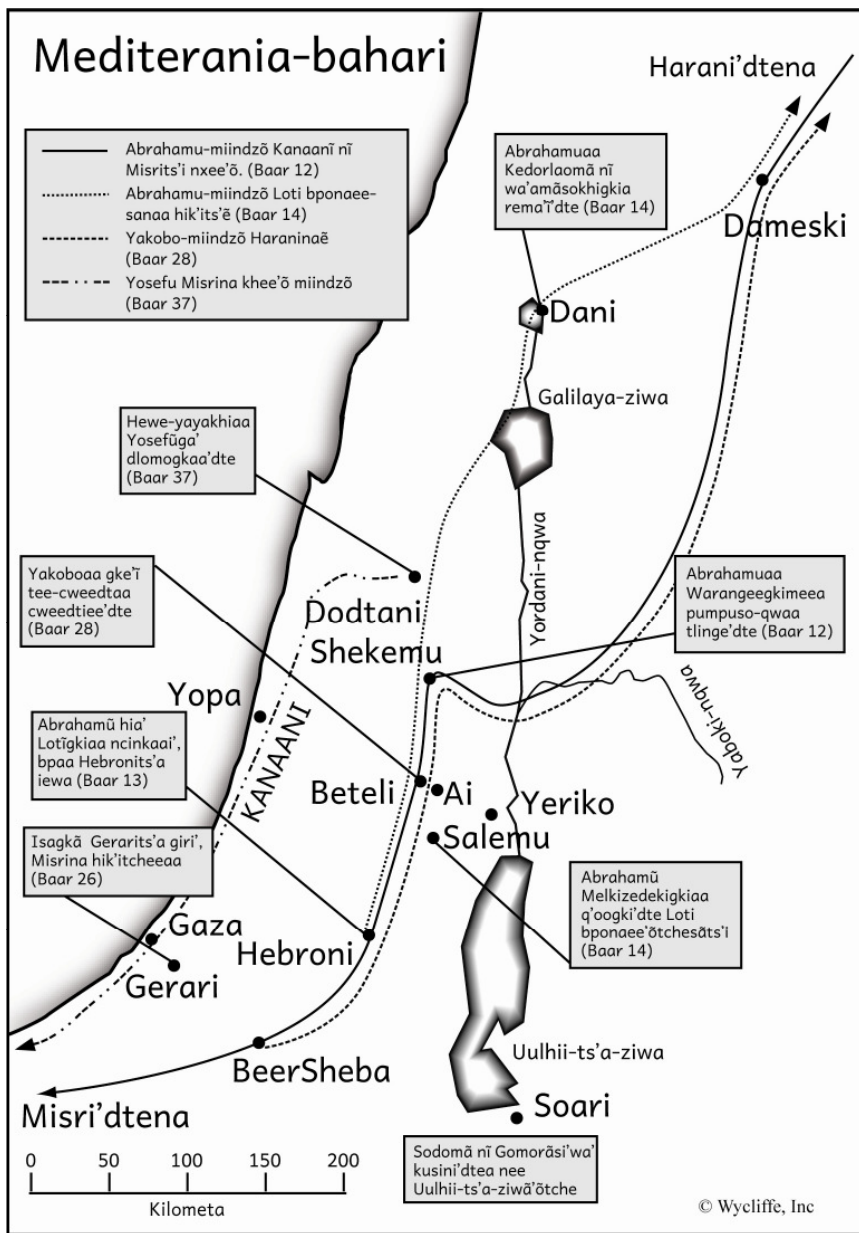 Mediterania-bahari
Harani’dtena
Abrahamu-miindzõ Kanaanĩ nĩ
Misrits’i nxee’õ. (Baar 12)
Abrahamu-miindzõ Loti bponaee-
sanaa hik’its’ẽ (Baar 14)
Yakobo-miindzõ Haraninaẽ
(Baar 28)
Yosefu Misrina khee’õ miindzõ
(Baar 37)
Abrahamuaa
Kedorlaomã nĩ
wa’amãsokhigkia
rema’ĩ’dte (Baar 14)
Dameski
Dani
Galilaya-ziwa
Hewe-yayakhiaa
Yosefũga’
dlomogkaa’dte
(Baar 37)
Yordani-nqwa
Yakoboaa gke’ĩ
tee-cweedtaa
cweedtiee’dte
(Baar 28)
Dodtani
Shekemu
Abrahamuaa
Warangeegkimeea
pumpuso-qwaa
tlinge’dte (Baar 12)
Yopa
KANAANI
Yaboki-nqwa
Abrahamũ hia’
Lotĩgkiaa ncinkaai’,
bpaa Hebronits’a
iewa (Baar 13)
Beteli
Ai
Yeriko
Salemu
Isagkã Gerarits’a giri’,
Misrina hik’itcheeaa
(Baar 26)
Abrahamũ
Melkizedekigkiaa
q’oogki’dte Loti
bponaee‘õtchesãts‘ĩ
(Baar 14)
Gaza
Hebroni
Gerari
Uulhii-ts’a-ziwa
BeerSheba
Misri’dtena
Soari
0 50 100 150 200
Kilometa
Sodomã nĩ Gomorãsi’wa’
kusini’dtea nee
Uulhii-ts’a-ziwã’õtche
© Wycliffe, Inc